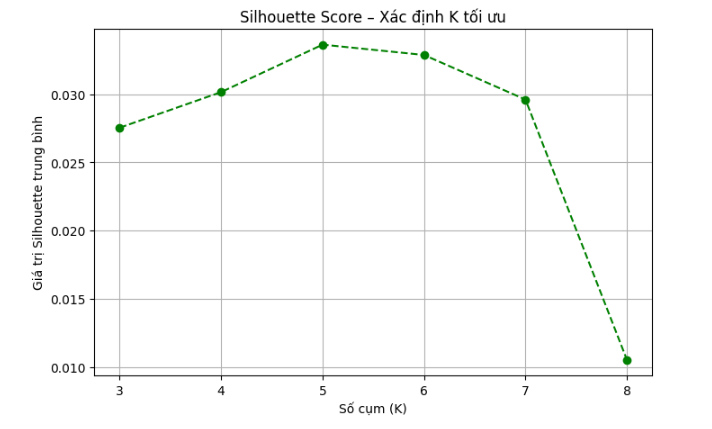 Silhouette Score – Xác định K tối ưu
Giá trị Silhouette trung bình
0.030
0.025
0.020
0.015
0.010
3 4 5 6 7 8
Số cụm (K)